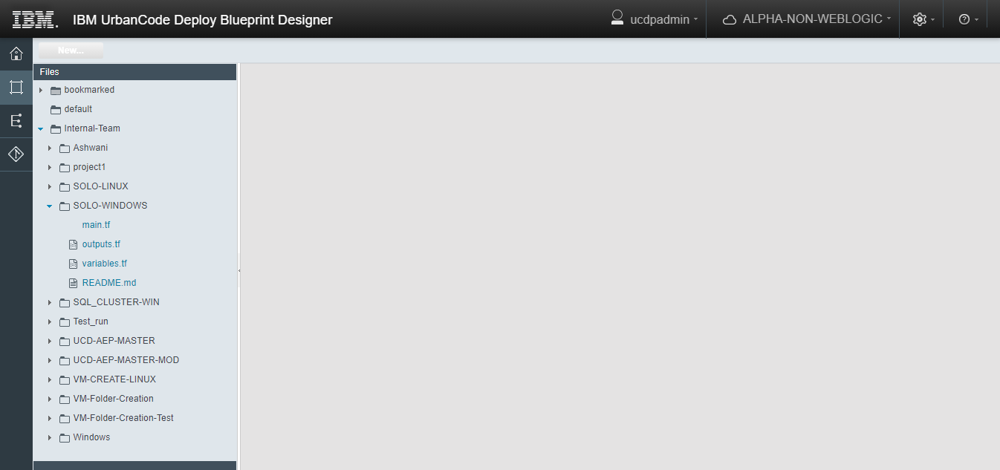 IBM. IBM UrbanCode Deploy Blueprint Designer ucdpadmin ALPHA-NON-WEBLOGIC
New...
Files
bookmarked
default
Internal-Team
Ashwani
project1
SOLO-LINUX
SOLO-WINDOWS
main.tf
outputs.tf
variables.tf
README.md
SQL_CLUSTER-WIN
Test_run
UCD-AEP-MASTER
UCD-AEP-MASTER-MOD
VM-CREATE-LINUX
VM-Folder-Creation
VM-Folder-Creation-Test
Windows